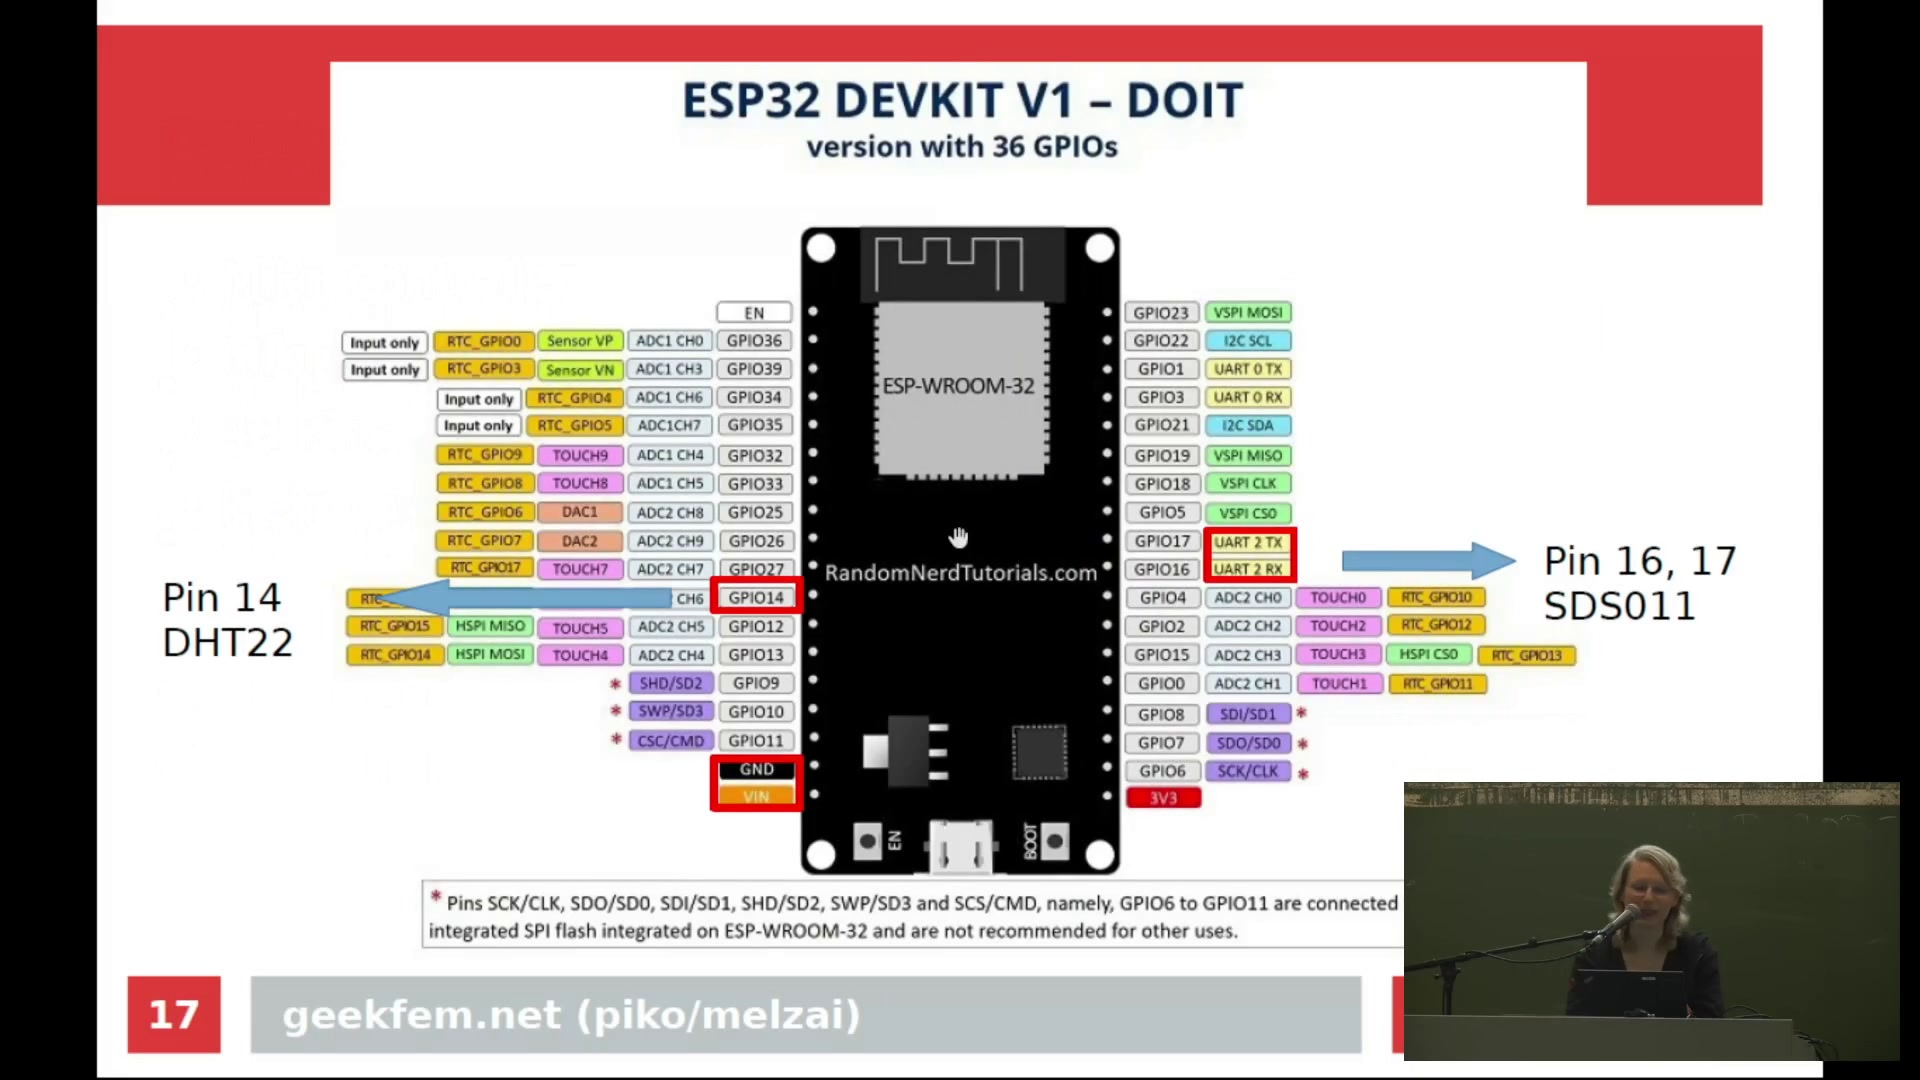 ESP32 DEVKIT V1 – DOIT
version with 36 GPIOs
EN
Input only RTC_GPIO0 Sensor VP ADC1 CH0 GPIO36
Input only RTC_GPIO3 Sensor VN ADC1 CH3 GPIO39
Input only RTC_GPIO4 ADC1 CH6 GPIO34
Input only RTC_GPIO5 ADC1CH7 GPIO35
RTC_GPIO9 TOUCH9 ADC1 CH4 GPIO32
RTC_GPIO8 TOUCH8 ADC1 CH5 GPIO33
RTC_GPIO6 DAC1 ADC2 CH8 GPIO25
RTC_GPIO7 DAC2 ADC2 CH9 GPIO26
RTC_GPIO17 TOUCH7 ADC2 CH7 GPIO27
CH6 GPIO14
RTC_GPIO15 HSPI MISO TOUCH5 ADC2 CH5 GPIO12
RTC_GPIO14 HSPI MOSI TOUCH4 ADC2 CH4 GPIO13
* SHD/SD2 GPIO9
* SWP/SD3 GPIO10
* CSC/CMD GPIO11
GND
VIN
Pin 14
DHT22
ESP-WROOM-32
RandomNerdTutorials.com
EN
BOOT
GPIO23 VSPI MOSI
GPIO22 I2C SCL
GPIO1 UART 0 TX
GPIO3 UART 0 RX
GPIO21 I2C SDA
GPIO19 VSPI MISO
GPIO18 VSPI CLK
GPIO5 VSPI CS0
GPIO17 UART 2 TX
GPIO16 UART 2 RX
GPIO4 ADC2 CH0 TOUCH0 RTC_GPIO10
GPIO2 ADC2 CH2 TOUCH2 RTC_GPIO12
GPIO15 ADC2 CH3 TOUCH3 HSPI CS0 RTC_GPIO13
GPIO0 ADC2 CH1 TOUCH1 RTC_GPIO11
GPIO8 SDI/SD1 *
GPIO7 SDO/SD0 *
GPIO6 SCK/CLK *
3V3
Pin 16, 17
SDS011
* Pins SCK/CLK, SDO/SD0, SDI/SD1, SHD/SD2, SWP/SD3 and SCS/CMD, namely, GPIO6 to GPIO11 are connected
integrated SPI flash integrated on ESP-WROOM-32 and are not recommended for other uses.
17
geekfem.net (piko/melzai)